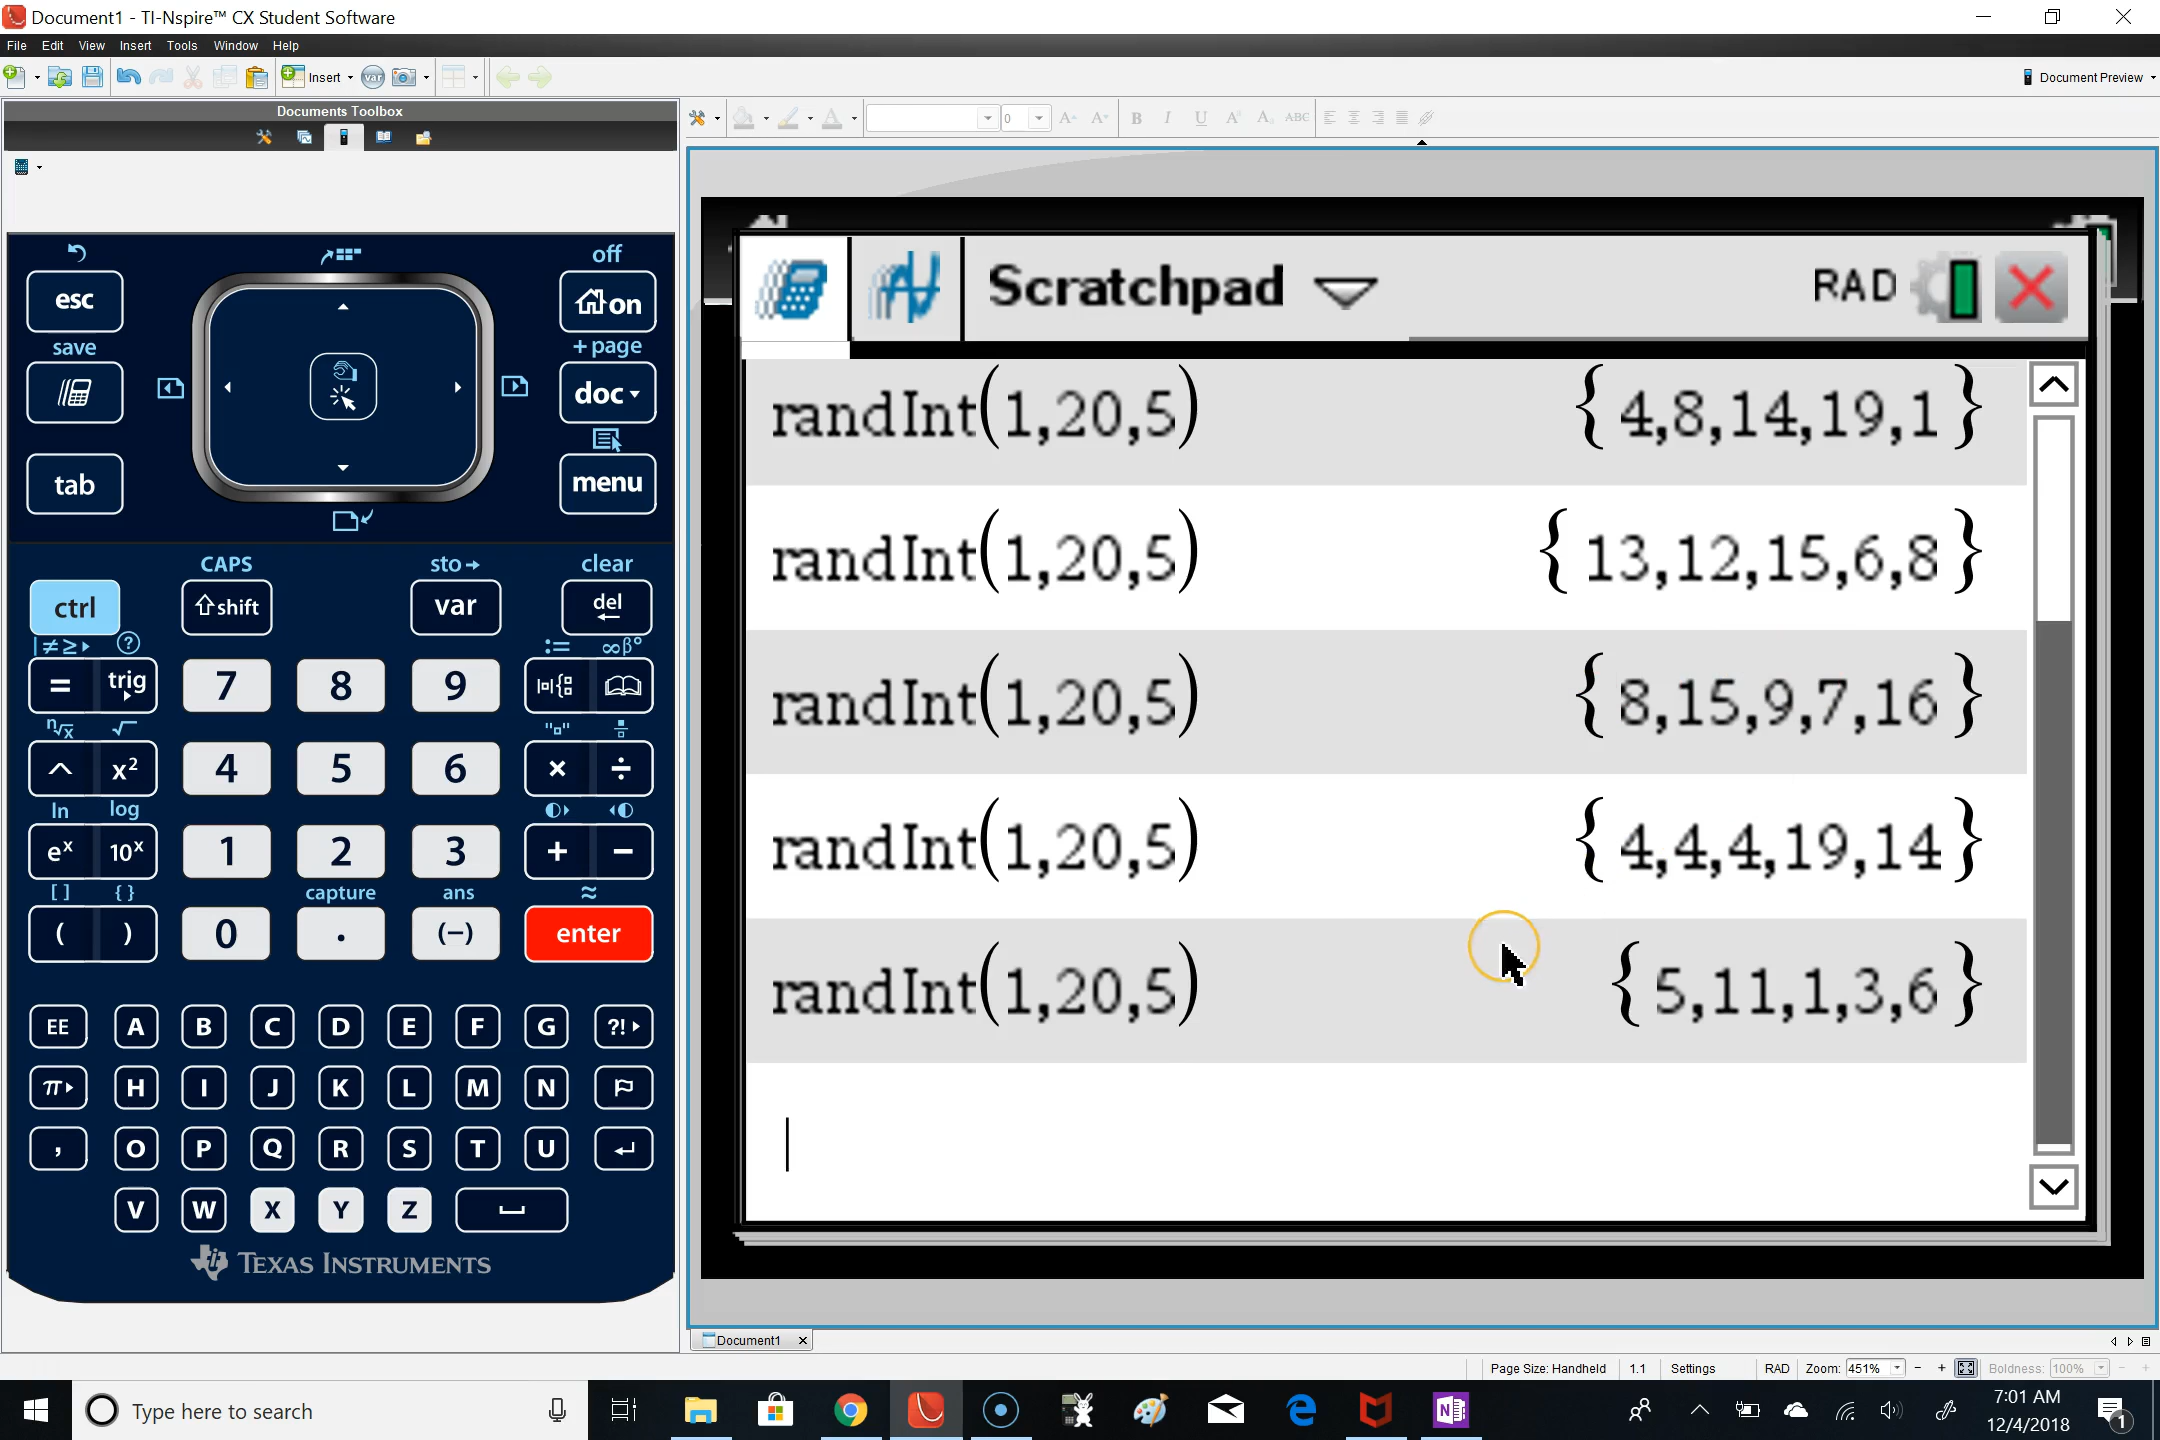 Document1 - TI-Nspire™ CX Student Software
File Edit View Insert Tools Window Help
Insert var Document Preview
Documents Toolbox
0 B I U A A ABC
Scratchpad RAD
randInt(1,20,5) {4,8,14,19,1}
randInt(1,20,5) {13,12,15,6,8}
randInt(1,20,5) {8,15,9,7,16}
randInt(1,20,5) {4,4,4,19,14}
randInt(1,20,5) {5,11,1,3,6}
off
esc on
save + page
doc
tab menu
CAPS sto→ clear
ctrl shift var del
|≠≥▸ ? := ∞β°
= trig 7 8 9
ⁿ√x √ "□"
^ x² 4 5 6 × ÷
ln log
eˣ 10ˣ 1 2 3 + −
[ ] { } capture ans ≈
( ) 0 . (−) enter
EE A B C D E F G ?!▸
π▸ H I J K L M N
, O P Q R S T U
V W X Y Z
TEXAS INSTRUMENTS
Document1
Page Size: Handheld 1.1 Settings RAD Zoom: 451% - + Boldness: 100% - +
Type here to search
7:01 AM
12/4/2018
1